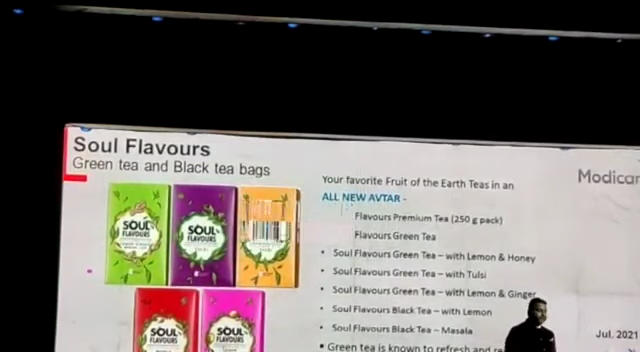 Soul Flavours
Green tea and Black tea bags
Modicar
Your favorite Fruit of the Earth Teas in an
ALL NEW AVTAR -
Flavours Premium Tea (250 g pack)
Flavours Green Tea
• Soul Flavours Green Tea – with Lemon & Honey
• Soul Flavours Green Tea – with Tulsi
• Soul Flavours Green Tea – with Lemon & Ginger
• Soul Flavours Black Tea – with Lemon
• Soul Flavours Black Tea – Masala
▪ Green tea is known to refresh and re
Jul. 2021
SOUL
FLAVOURS
SOUL
FLAVOURS
SOUL
FLAVOURS
SOUL
FLAVOURS